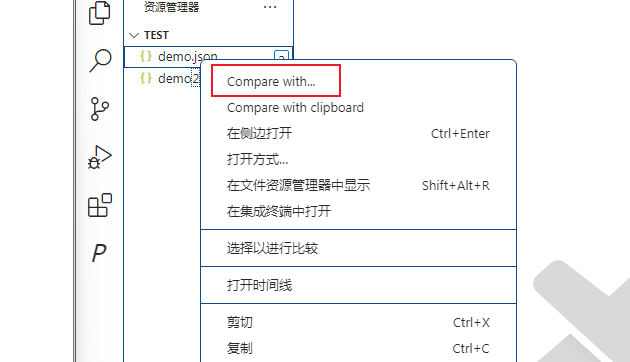 资源管理器 ...
TEST
{} demo.json 2
{} demo2
Compare with...
Compare with clipboard
在侧边打开 Ctrl+Enter
打开方式...
在文件资源管理器中显示 Shift+Alt+R
在集成终端中打开
选择以进行比较
打开时间线
剪切 Ctrl+X
复制 Ctrl+C